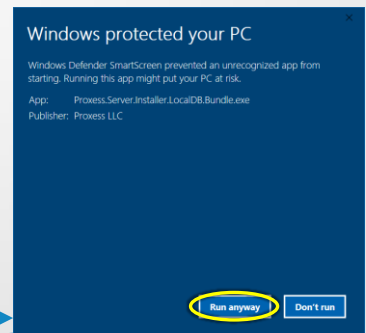 Windows protected your PC
Windows Defender SmartScreen prevented an unrecognized app from
starting. Running this app might put your PC at risk.
App: Proxess.Server.Installer.LocalDB.Bundle.exe
Publisher: Proxess LLC
Run anyway Don't run